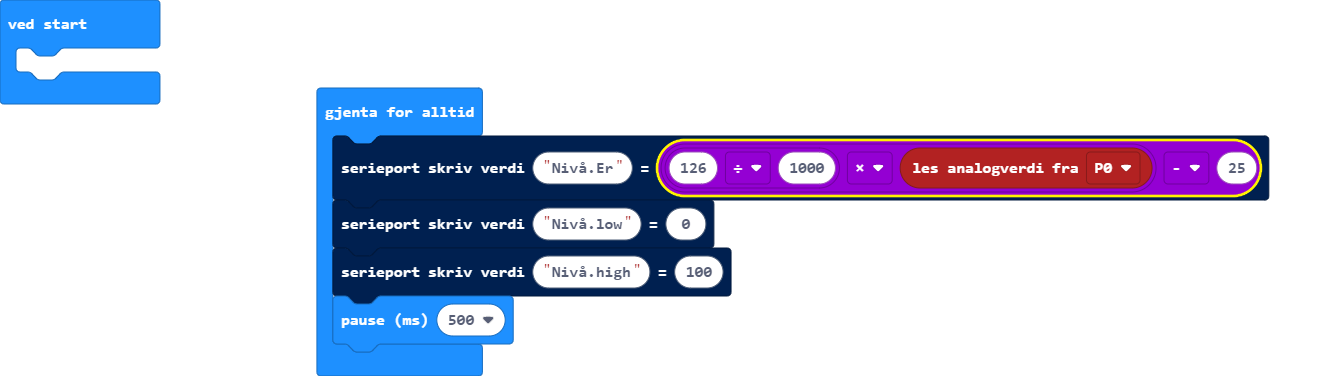 ved start
gjenta for alltid
serieport skriv verdi "Nivå.Er" = 126 ÷ 1000 × les analogverdi fra P0 - 25
serieport skriv verdi "Nivå.low" = 0
serieport skriv verdi "Nivå.high" = 100
pause (ms) 500